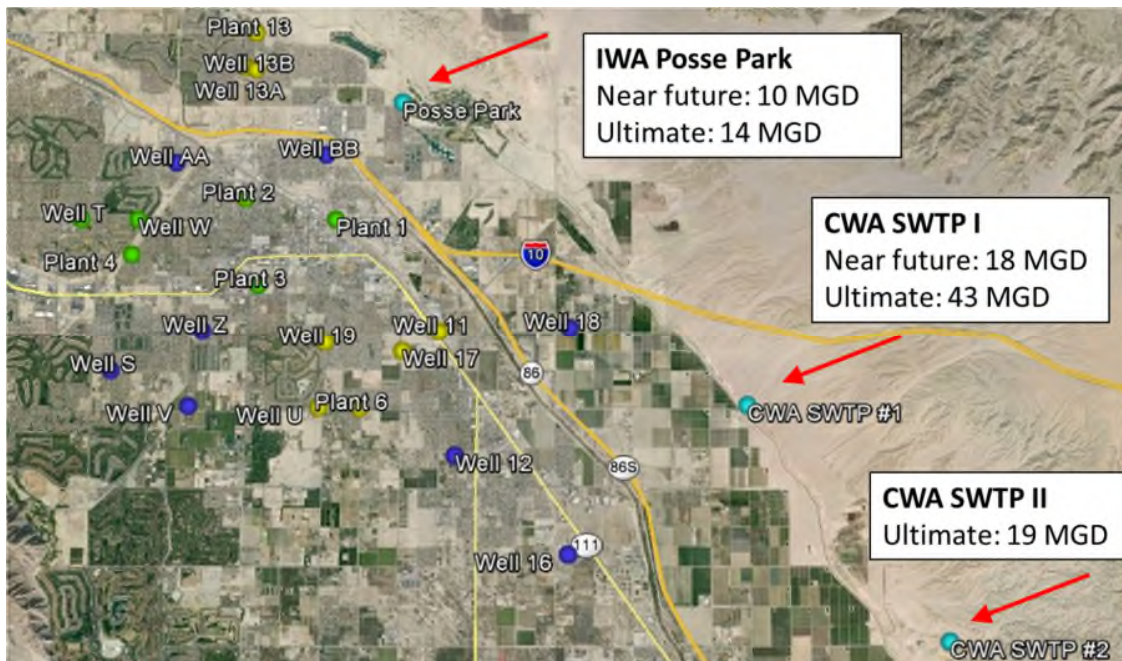 Plant 13
Well 13B
Well 13A
Posse Park
IWA Posse Park
Near future: 10 MGD
Ultimate: 14 MGD
Well AA
Well BB
Plant 2
Well T
Well W
Plant 1
Plant 4
10
CWA SWTP I
Near future: 18 MGD
Ultimate: 43 MGD
Plant 3
Well Z
Well 19
Well 11
Well 18
Well 17
Well S
86
Well V
Well U
Plant 6
CWA SWTP #1
Well 12
86S
CWA SWTP II
Ultimate: 19 MGD
Well 16
111
CWA SWTP #2